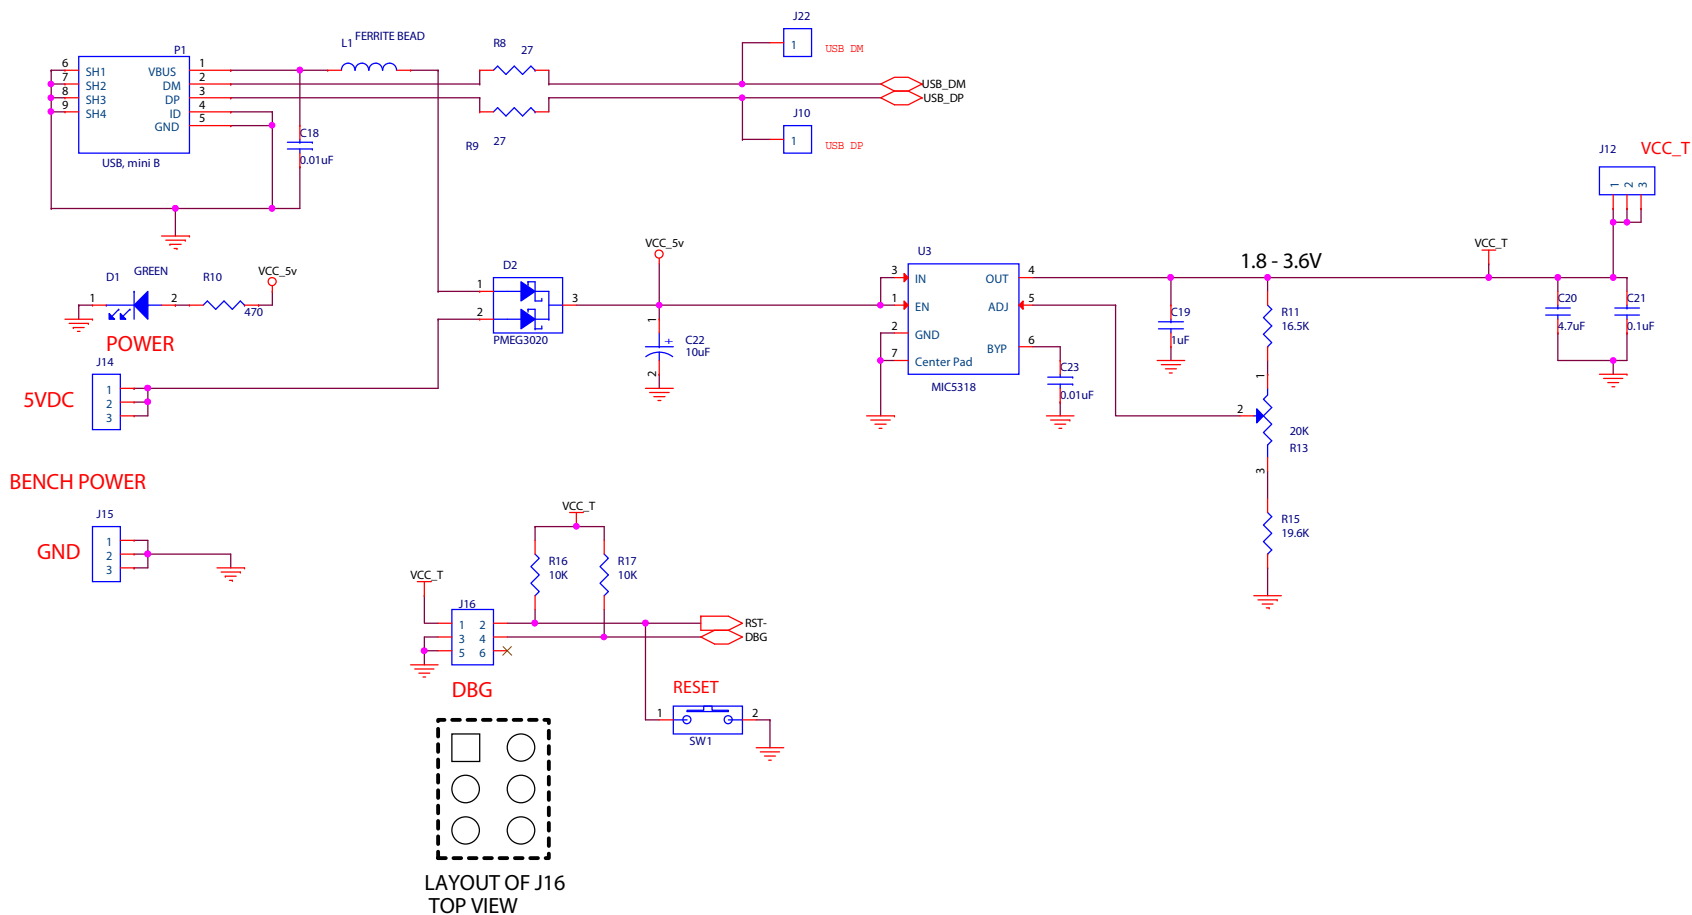 J22
1
USB DM
L1
FERRITE BEAD
R8
27
P1
6
7
8
9
SH1
SH2
SH3
SH4
VBUS
DM
DP
ID
GND
1
2
3
4
5
USB, mini B
C18
0.01uF
R9
27
USB_DM
USB_DP
J10
1
USB DP
J12
VCC_T
1
2
3
D1
GREEN
R10
VCC_5v
1
2
470
POWER
D2
1
2
3
PMEG3020
VCC_5v
1
C22
10uF
2
U3
3
1
2
7
IN
EN
GND
Center Pad
OUT
ADJ
BYP
4
5
6
MIC5318
C23
0.01uF
1.8 - 3.6V
VCC_T
C19
1uF
R11
16.5K
C20
4.7uF
C21
0.1uF
1
2
20K
R13
3
R15
19.6K
J14
5VDC
1
2
3
BENCH POWER
J15
GND
1
2
3
VCC_T
R16
10K
R17
10K
VCC_T
J16
1 2
3 4
5 6
RST-
DBG
DBG
RESET
1
2
SW1
LAYOUT OF J16
TOP VIEW